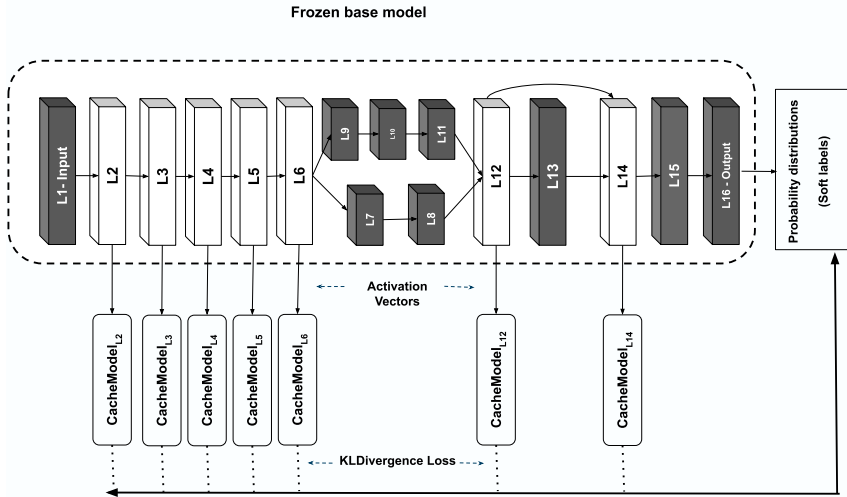 Frozen base model
L1- Input
L2
L3
L4
L5
L6
L9
L10
L11
L7
L8
L12
L13
L14
L15
L16 - Output
Probability distributions
(Soft labels)
Activation
Vectors
CacheModelL2
CacheModelL3
CacheModelL4
CacheModelL5
CacheModelL6
CacheModelL12
CacheModelL14
KLDivergence Loss